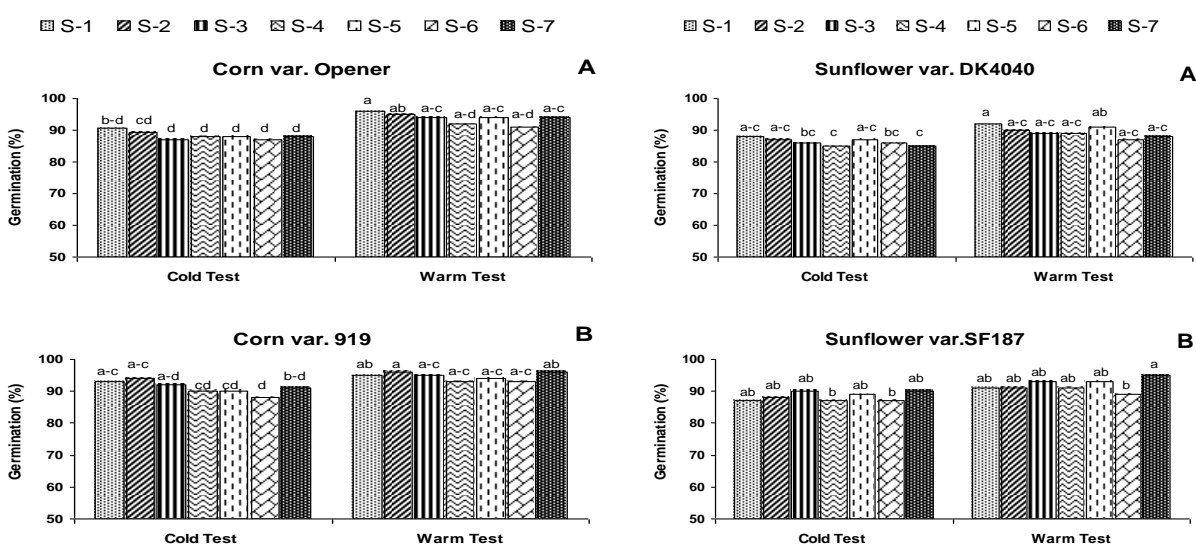 S-1 S-2 S-3 S-4 S-5 S-6 S-7
Corn var. Opener A
Germination (%)
100
90
80
70
60
50
b-d cd d d d d d
a ab a-c a-d a-c a-d a-c
Cold Test Warm Test
S-1 S-2 S-3 S-4 S-5 S-6 S-7
Sunflower var. DK4040 A
Germination (%)
100
90
80
70
60
50
a-c a-c bc c a-c bc c
a a-c a-c a-c ab a-c a-c
Cold Test Warm Test
Corn var. 919 B
Germination (%)
100
90
80
70
60
50
a-c a-c a-d cd cd d b-d
ab a a-c a-c a-c a-c ab
Cold Test Warm Test
Sunflower var.SF187 B
Germination (%)
100
90
80
70
60
50
ab ab ab b ab b ab
ab ab ab ab ab b a
Cold Test Warm Test